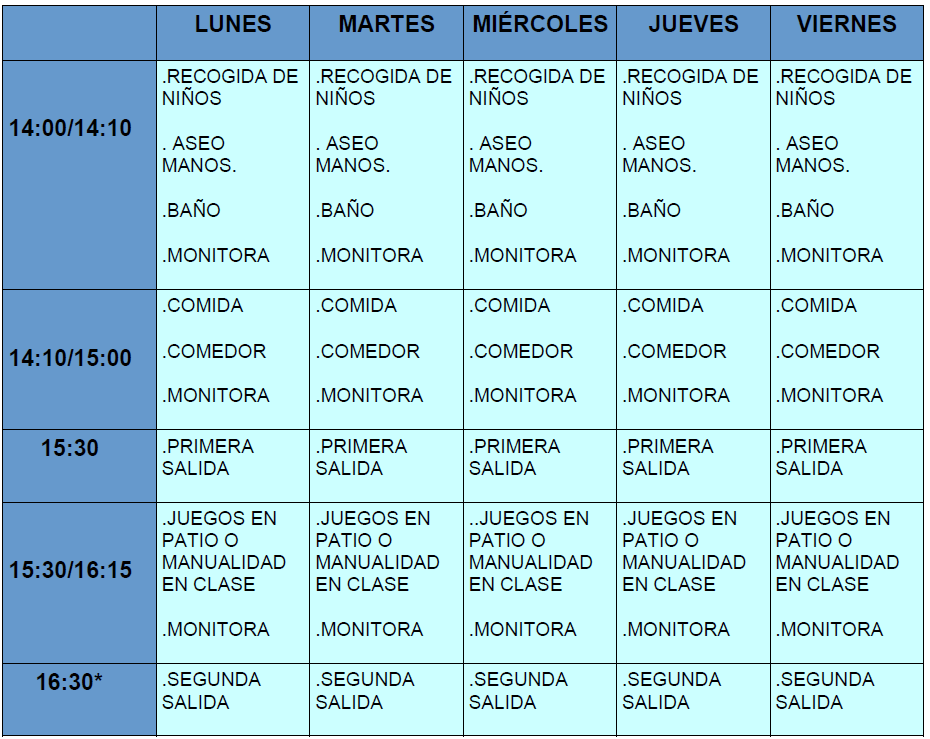 LUNES MARTES MIÉRCOLES JUEVES VIERNES
14:00/14:10
.RECOGIDA DE
NIÑOS
. ASEO
MANOS.
.BAÑO
.MONITORA
.RECOGIDA DE
NIÑOS
. ASEO
MANOS.
.BAÑO
.MONITORA
.RECOGIDA DE
NIÑOS
. ASEO
MANOS.
.BAÑO
.MONITORA
.RECOGIDA DE
NIÑOS
. ASEO
MANOS.
.BAÑO
.MONITORA
.RECOGIDA DE
NIÑOS
. ASEO
MANOS.
.BAÑO
.MONITORA
14:10/15:00
.COMIDA
.COMEDOR
.MONITORA
.COMIDA
.COMEDOR
.MONITORA
.COMIDA
.COMEDOR
.MONITORA
.COMIDA
.COMEDOR
.MONITORA
.COMIDA
.COMEDOR
.MONITORA
15:30
.PRIMERA
SALIDA
.PRIMERA
SALIDA
.PRIMERA
SALIDA
.PRIMERA
SALIDA
.PRIMERA
SALIDA
15:30/16:15
.JUEGOS EN
PATIO O
MANUALIDAD
EN CLASE
.MONITORA
.JUEGOS EN
PATIO O
MANUALIDAD
EN CLASE
.MONITORA
..JUEGOS EN
PATIO O
MANUALIDAD
EN CLASE
.MONITORA
.JUEGOS EN
PATIO O
MANUALIDAD
EN CLASE
.MONITORA
.JUEGOS EN
PATIO O
MANUALIDAD
EN CLASE
.MONITORA
16:30*
.SEGUNDA
SALIDA
.SEGUNDA
SALIDA
.SEGUNDA
SALIDA
.SEGUNDA
SALIDA
.SEGUNDA
SALIDA